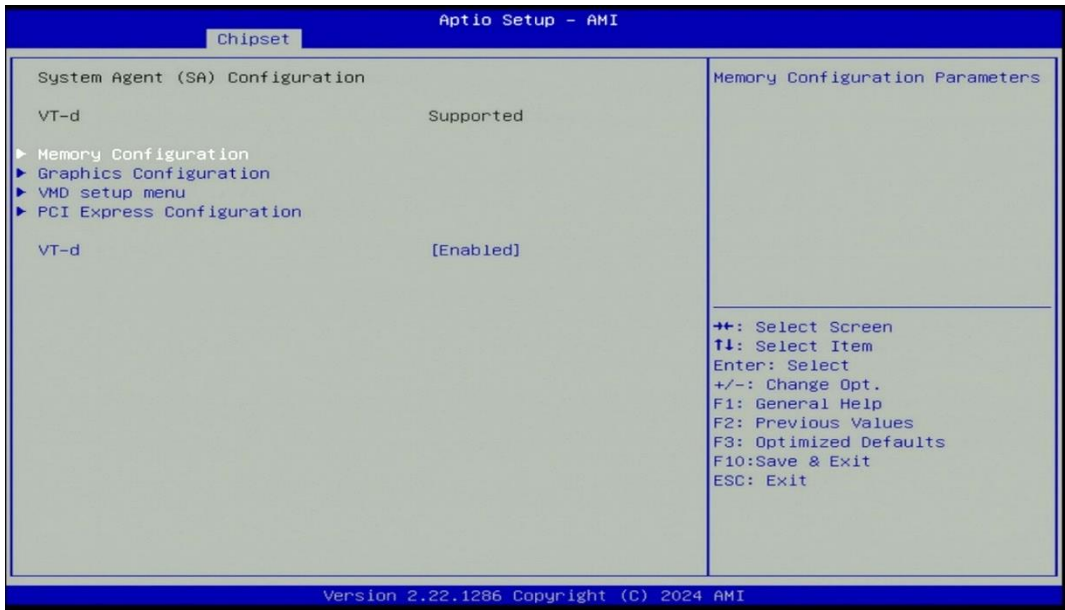 Aptio Setup – AMI
Chipset
System Agent (SA) Configuration
VT-d Supported
► Memory Configuration
► Graphics Configuration
► VMD setup menu
► PCI Express Configuration
VT-d [Enabled]
Memory Configuration Parameters
→←: Select Screen
↑↓: Select Item
Enter: Select
+/-: Change Opt.
F1: General Help
F2: Previous Values
F3: Optimized Defaults
F10:Save & Exit
ESC: Exit
Version 2.22.1286 Copyright (C) 2024 AMI